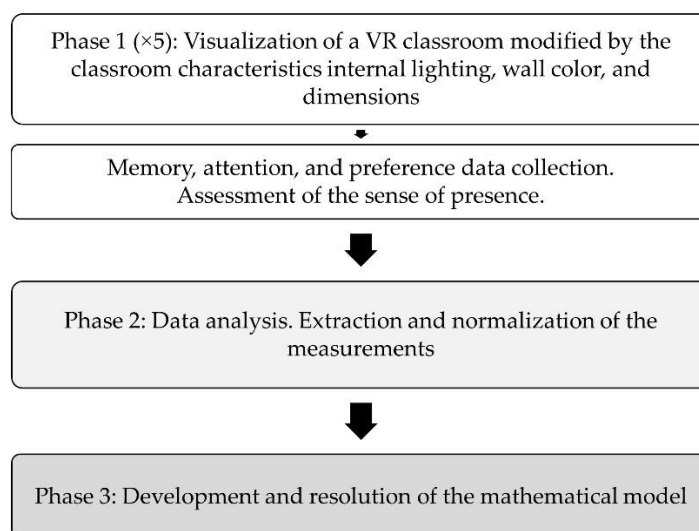 Phase 1 (×5): Visualization of a VR classroom modified by the
classroom characteristics internal lighting, wall color, and
dimensions
Memory, attention, and preference data collection.
Assessment of the sense of presence.
Phase 2: Data analysis. Extraction and normalization of the
measurements
Phase 3: Development and resolution of the mathematical model